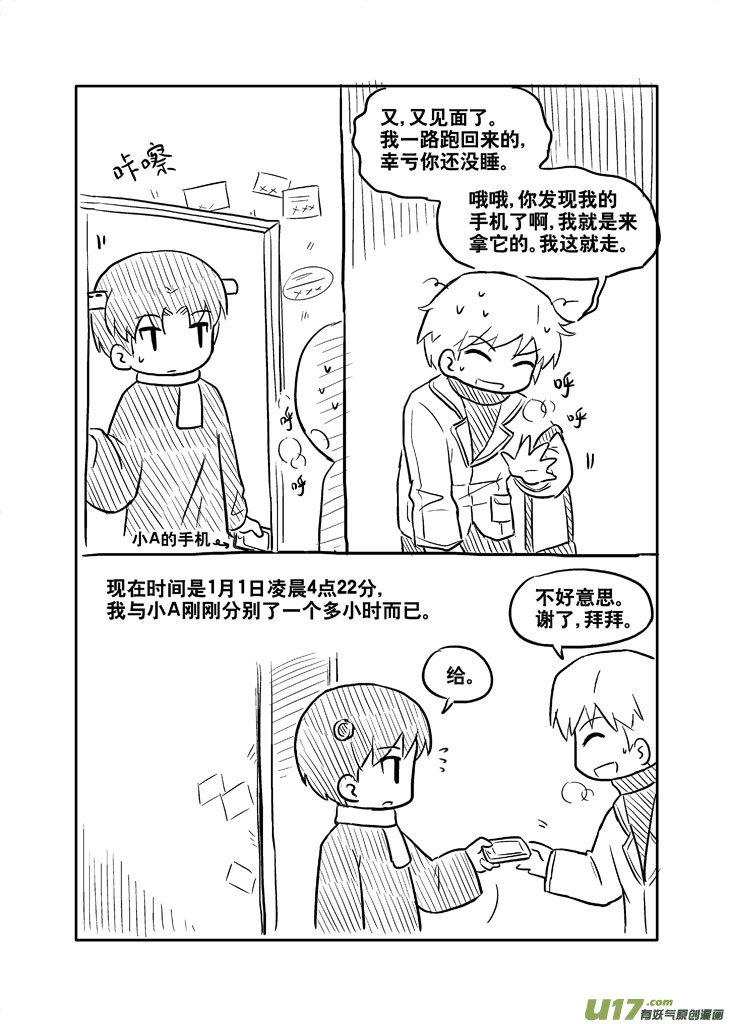 咔嚓
×××
×××
×××
呼
呼
小A的手机
又,又见面了。
我一路跑回来的,
幸亏你还没睡。
哦哦,你发现我的
手机了啊,我就是来
拿它的。我这就走。
呼
呼
现在时间是1月1日凌晨4点22分,
我与小A刚刚分别了一个多小时而已。
给。
不好意思。
谢了,拜拜。
U17.com
有妖气原创漫画